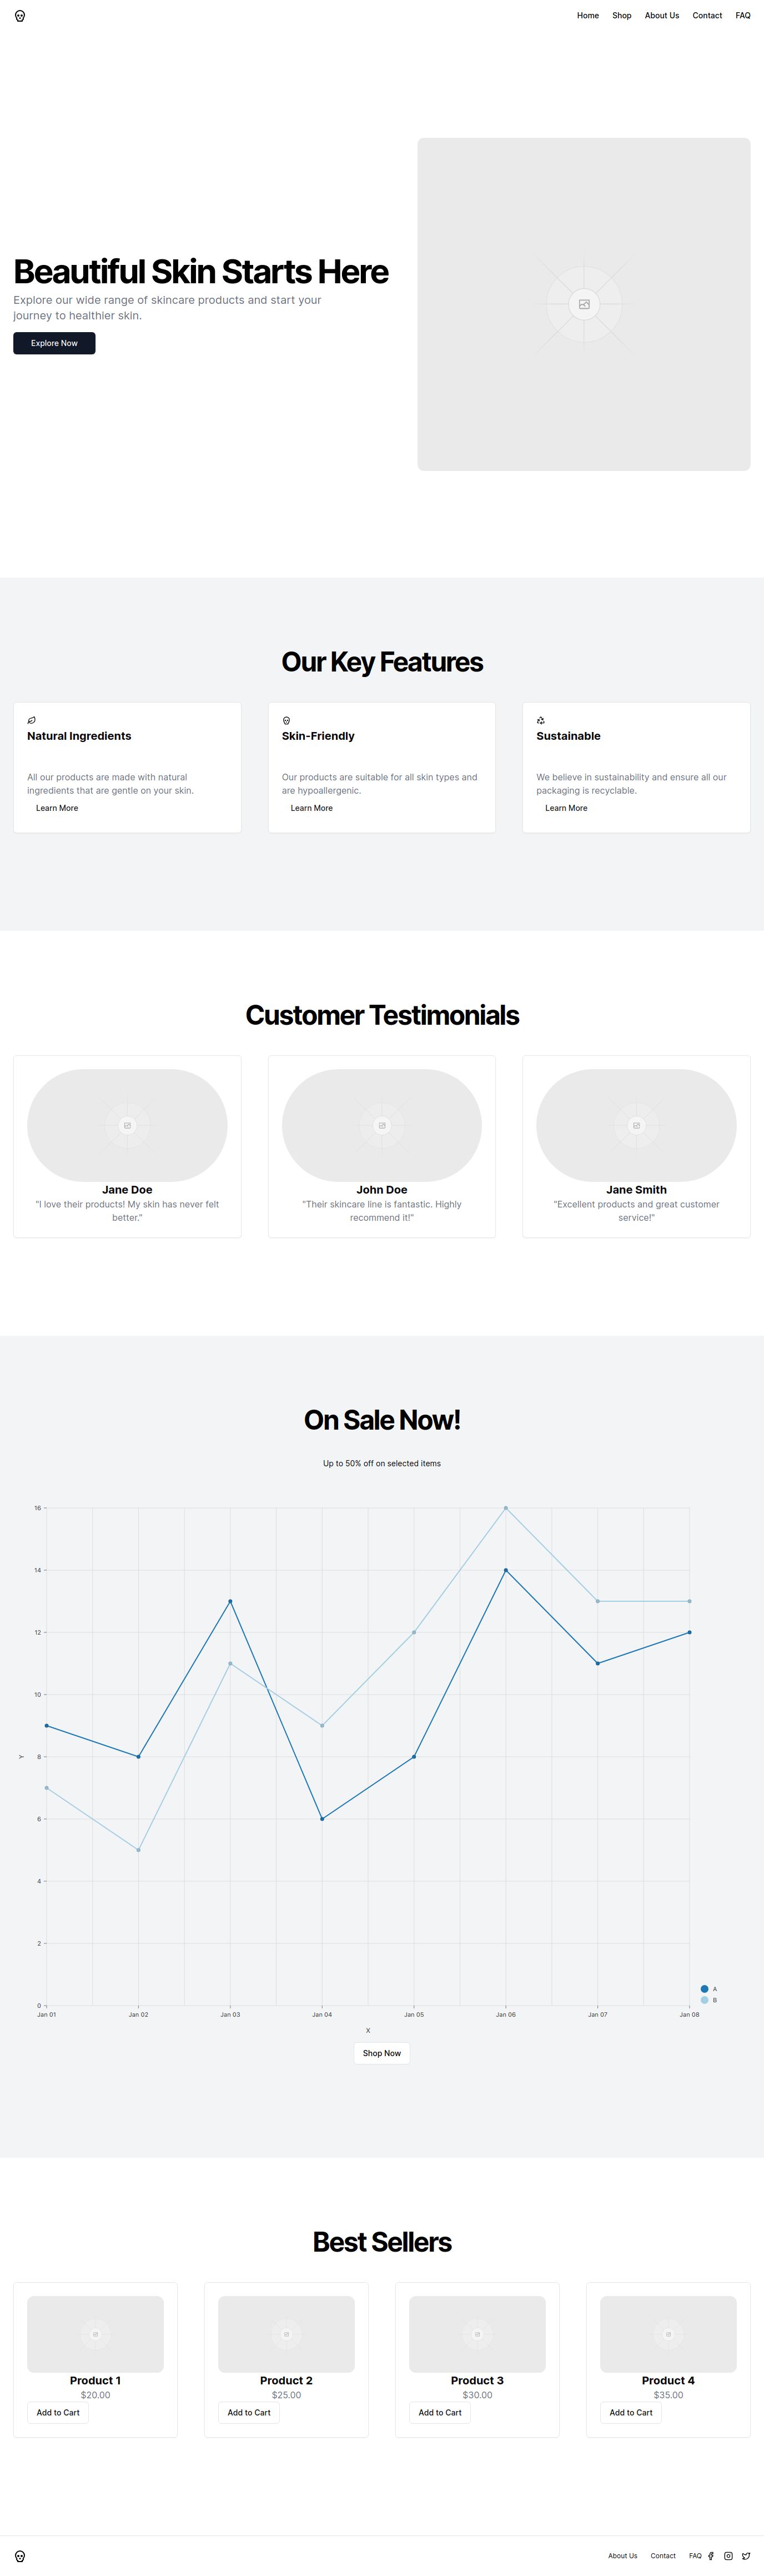 Home Shop About Us Contact FAQ
Beautiful Skin Starts Here
Explore our wide range of skincare products and start your
journey to healthier skin.
Explore Now
Our Key Features
Natural Ingredients
All our products are made with natural
ingredients that are gentle on your skin.
Learn More
Skin-Friendly
Our products are suitable for all skin types and
are hypoallergenic.
Learn More
Sustainable
We believe in sustainability and ensure all our
packaging is recyclable.
Learn More
Customer Testimonials
Jane Doe
"I love their products! My skin has never felt
better."
John Doe
"Their skincare line is fantastic. Highly
recommend it!"
Jane Smith
"Excellent products and great customer
service!"
On Sale Now!
Up to 50% off on selected items
16
14
12
10
8
Y
6
4
2
0
A
B
Jan 01 Jan 02 Jan 03 Jan 04 Jan 05 Jan 06 Jan 07 Jan 08
X
Shop Now
Best Sellers
Product 1
$20.00
Add to Cart
Product 2
$25.00
Add to Cart
Product 3
$30.00
Add to Cart
Product 4
$35.00
Add to Cart
About Us Contact FAQ